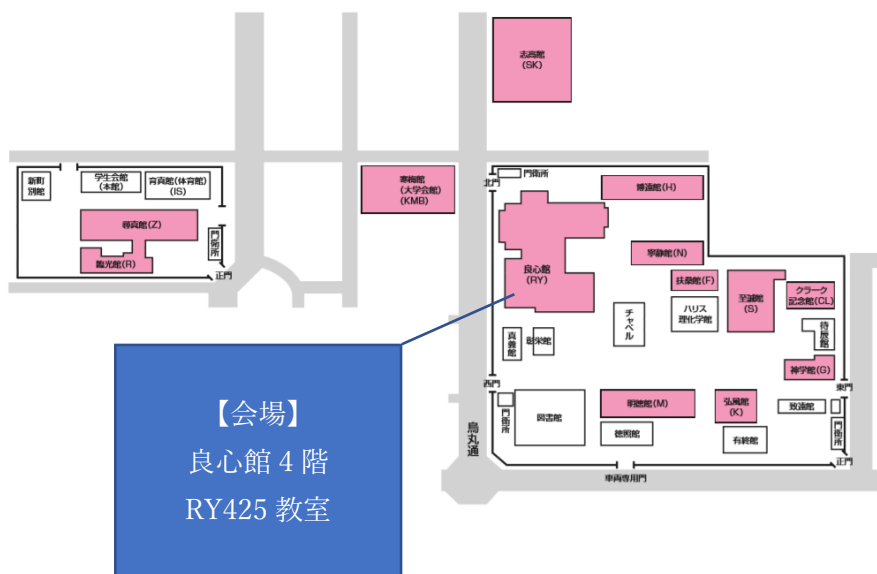 志高館
(SK)
新町
別館
学生会館
(本館)
育真館(体育館)
(IS)
尋真館(Z)
臨光館(R)
門衛所
正門
寒梅館
(大学会館)
(KMB)
北門
門衛所
博遠館(H)
良心館
(RY)
寧静館(N)
扶桑館(F)
ハリス
理化学館
至誠館
(S)
クラーク
記念館(CL)
チャペル
真養館
彰栄館
待辰館
神学館(G)
西門
東門
門衛所
図書館
明徳館(M)
徳照館
弘風館
(K)
有終館
致遠館
門衛所
正門
車両専用門
烏丸通
【会場】
良心館 4 階
RY425 教室